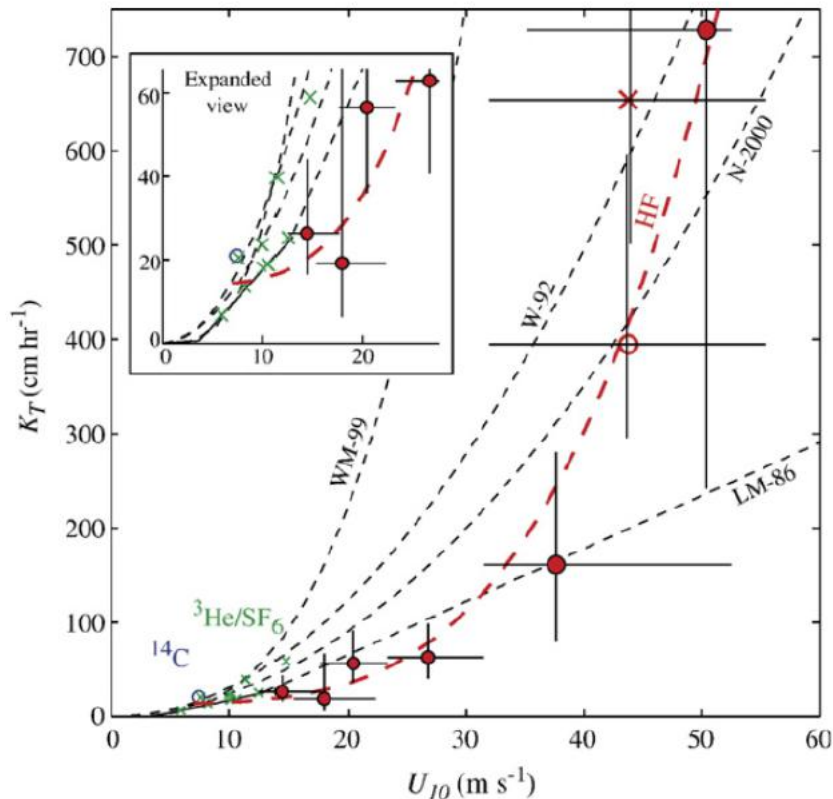 700
600
500
400
300
200
100
0
K_T (cm hr⁻¹)
Expanded
view
60
40
20
0
0
10
20
HF
W-92
N-2000
WM-99
LM-86
³He/SF₆
¹⁴C
0
10
20
30
40
50
60
U₁₀ (m s⁻¹)